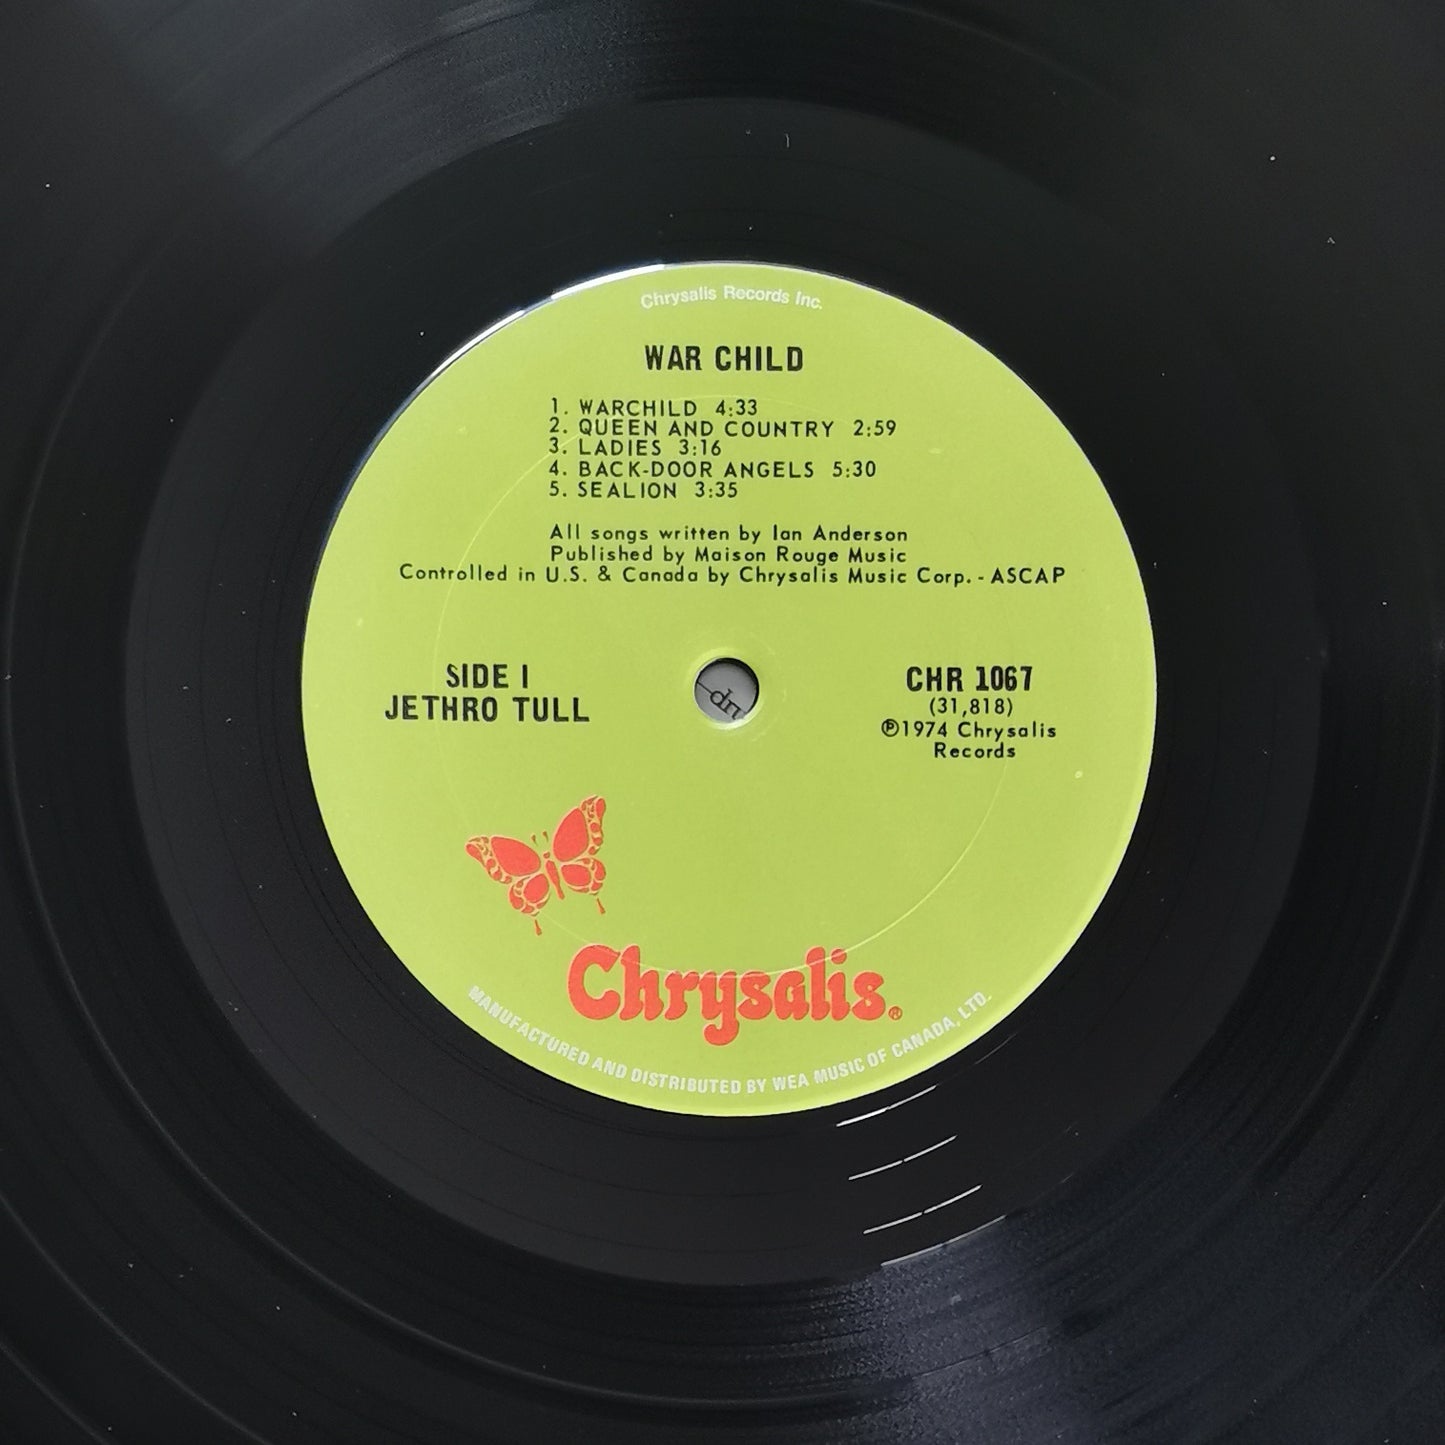 Chrysalis Records Inc.
WAR CHILD
1. WARCHILD 4:33
2. QUEEN AND COUNTRY 2:59
3. LADIES 3:16
4. BACK-DOOR ANGELS 5:30
5. SEALION 3:35
All songs written by Ian Anderson
Published by Maison Rouge Music
Controlled in U.S. & Canada by Chrysalis Music Corp. - ASCAP
SIDE I
JETHRO TULL
CHR 1067
(31,818)
℗1974 Chrysalis
Records
Chrysalis®
MANUFACTURED AND DISTRIBUTED BY WEA MUSIC OF CANADA, LTD.